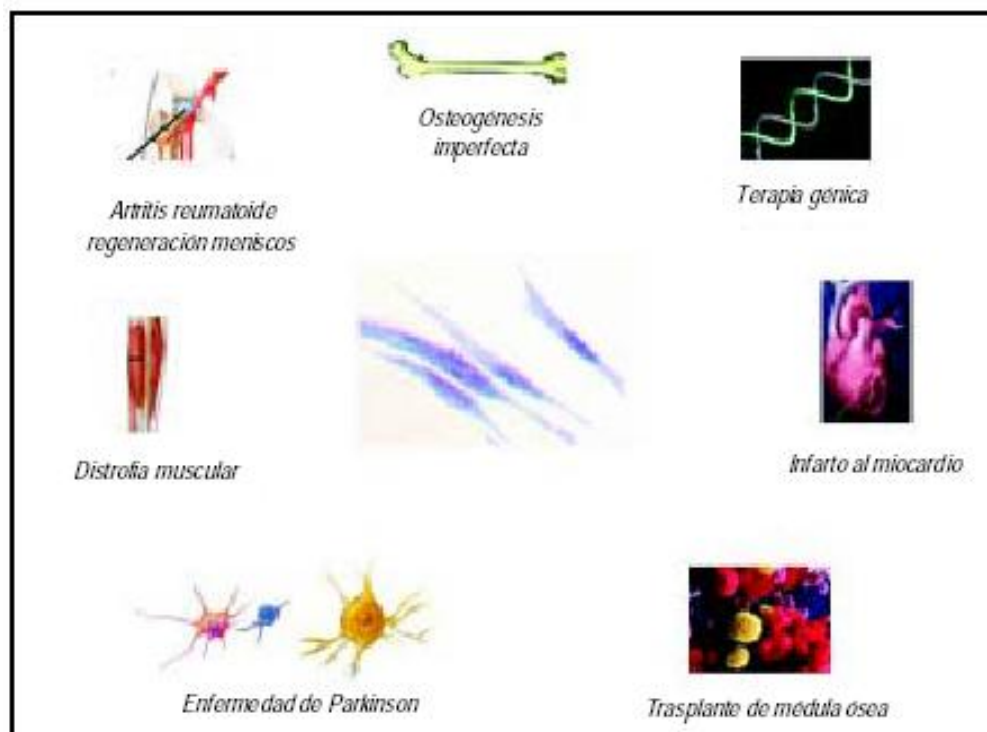 Osteogénesis
imperfecta
Terapia génica
Artritis reumatoide
regeneración meniscos
Distrofia muscular
Infarto al miocardio
Enfermedad de Parkinson
Trasplante de médula ósea